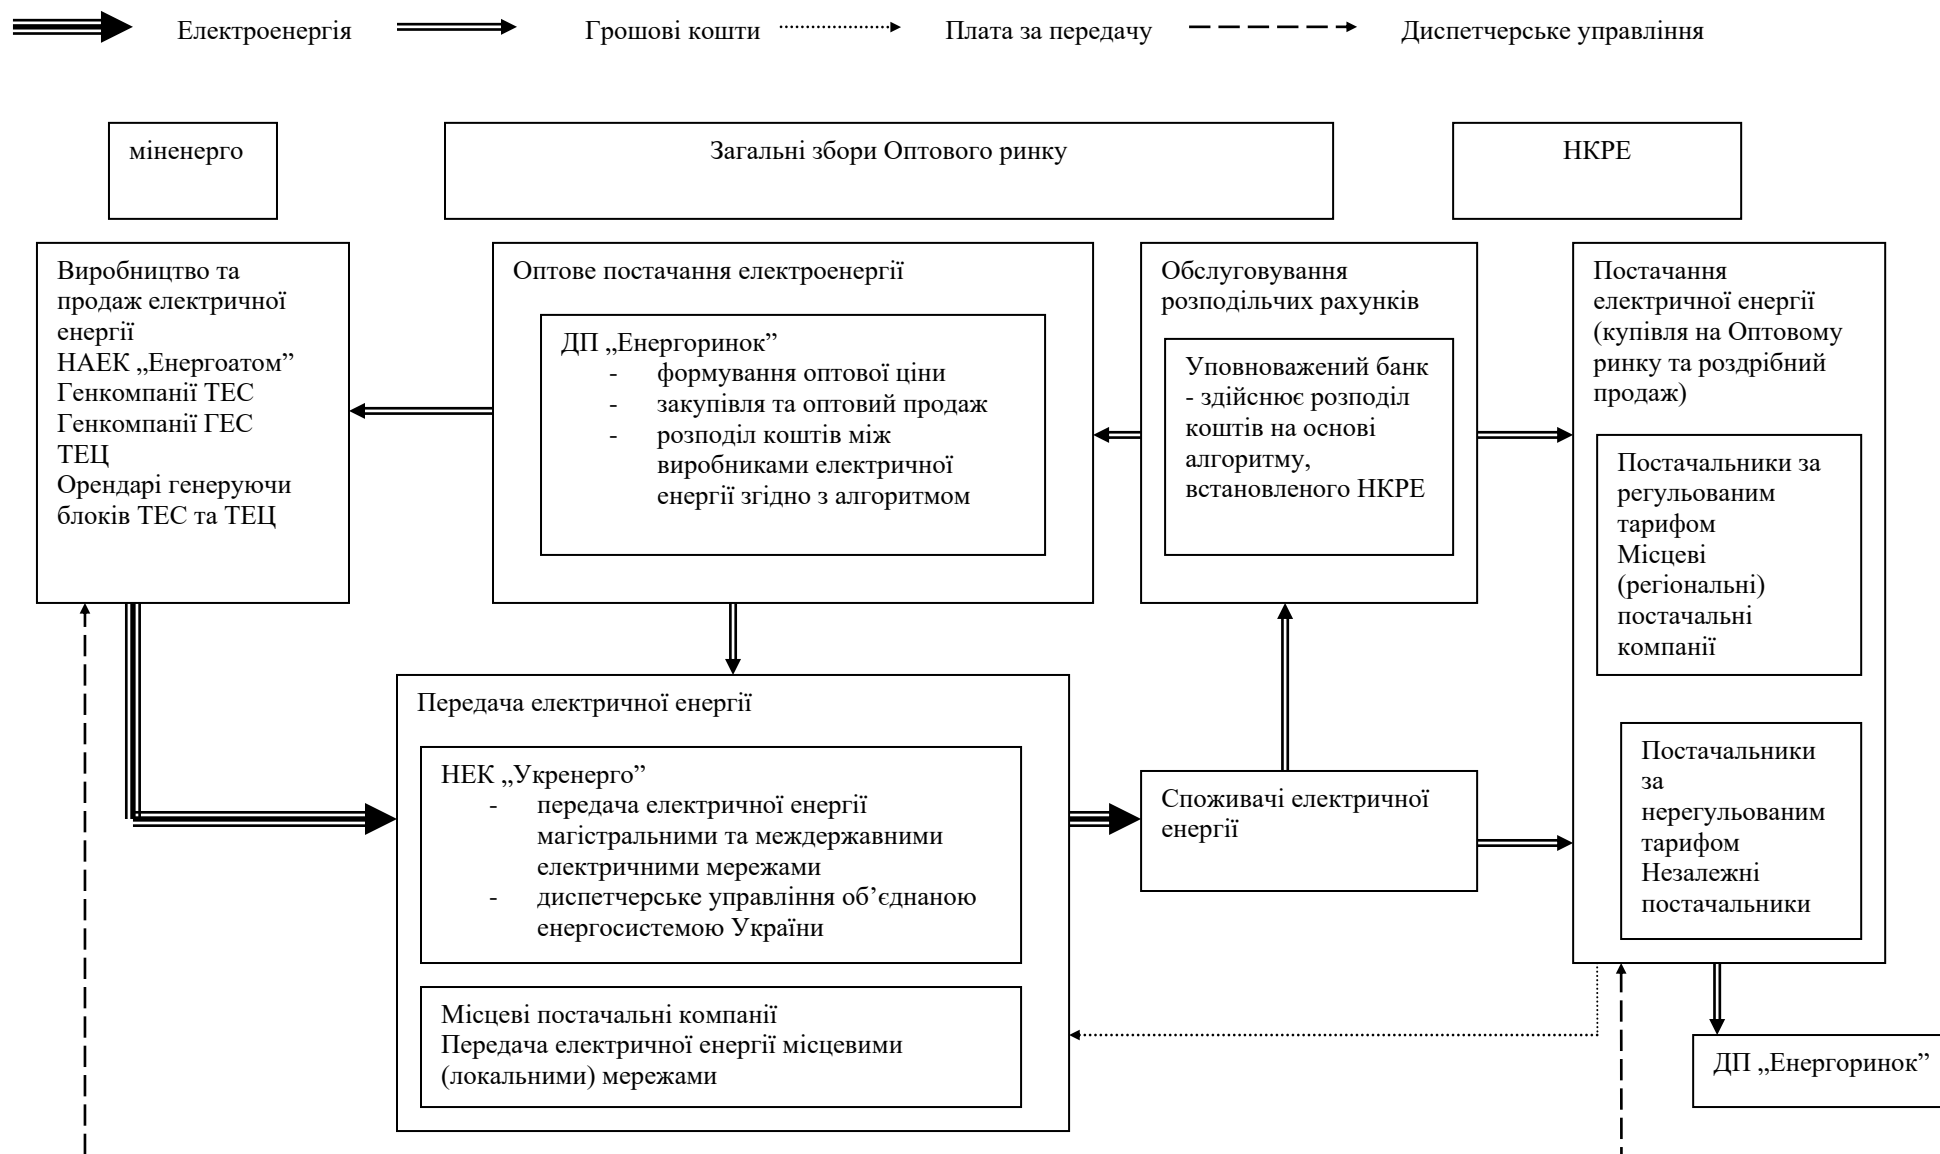 Електроенергія
Грошові кошти
Плата за передачу
Диспетчерське управління
міненерго
Загальні збори Оптового ринку
НКРЕ
Виробництво та
продаж електричної
енергії
НАЕК „Енергоатом”
Генкомпанії ТЕС
Генкомпанії ГЕС
ТЕЦ
Орендарі генеруючи
блоків ТЕС та ТЕЦ
Оптове постачання електроенергії
ДП „Енергоринок”
- формування оптової ціни
- закупівля та оптовий продаж
- розподіл коштів між
виробниками електричної
енергії згідно з алгоритмом
Обслуговування
розподільчих рахунків
Уповноважений банк
- здійснює розподіл
коштів на основі
алгоритму,
встановленого НКРЕ
Постачання
електричної енергії
(купівля на Оптовому
ринку та роздрібний
продаж)
Постачальники за
регульованим
тарифом
Місцеві
(регіональні)
постачальні
компанії
Постачальники
за
нерегульованим
тарифом
Незалежні
постачальники
Передача електричної енергії
НЕК „Укренерго”
- передача електричної енергії
магістральними та междержавними
електричними мережами
- диспетчерське управління об’єднаною
енергосистемою України
Місцеві постачальні компанії
Передача електричної енергії місцевими
(локальними) мережами
Споживачі електричної
енергії
ДП „Енергоринок”